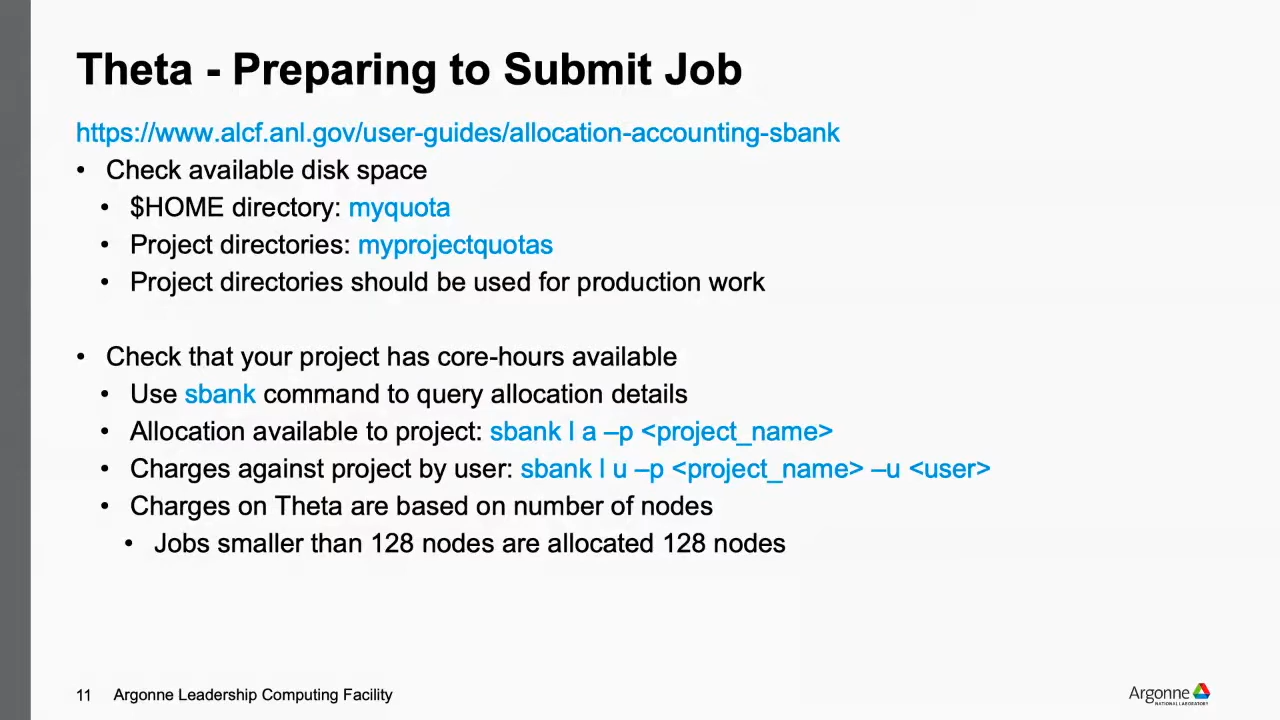 Theta - Preparing to Submit Job
https://www.alcf.anl.gov/user-guides/allocation-accounting-sbank
• Check available disk space
• $HOME directory: myquota
• Project directories: myprojectquotas
• Project directories should be used for production work
• Check that your project has core-hours available
• Use sbank command to query allocation details
• Allocation available to project: sbank l a –p <project_name>
• Charges against project by user: sbank l u –p <project_name> –u <user>
• Charges on Theta are based on number of nodes
• Jobs smaller than 128 nodes are allocated 128 nodes
11 Argonne Leadership Computing Facility
Argonne
NATIONAL LABORATORY